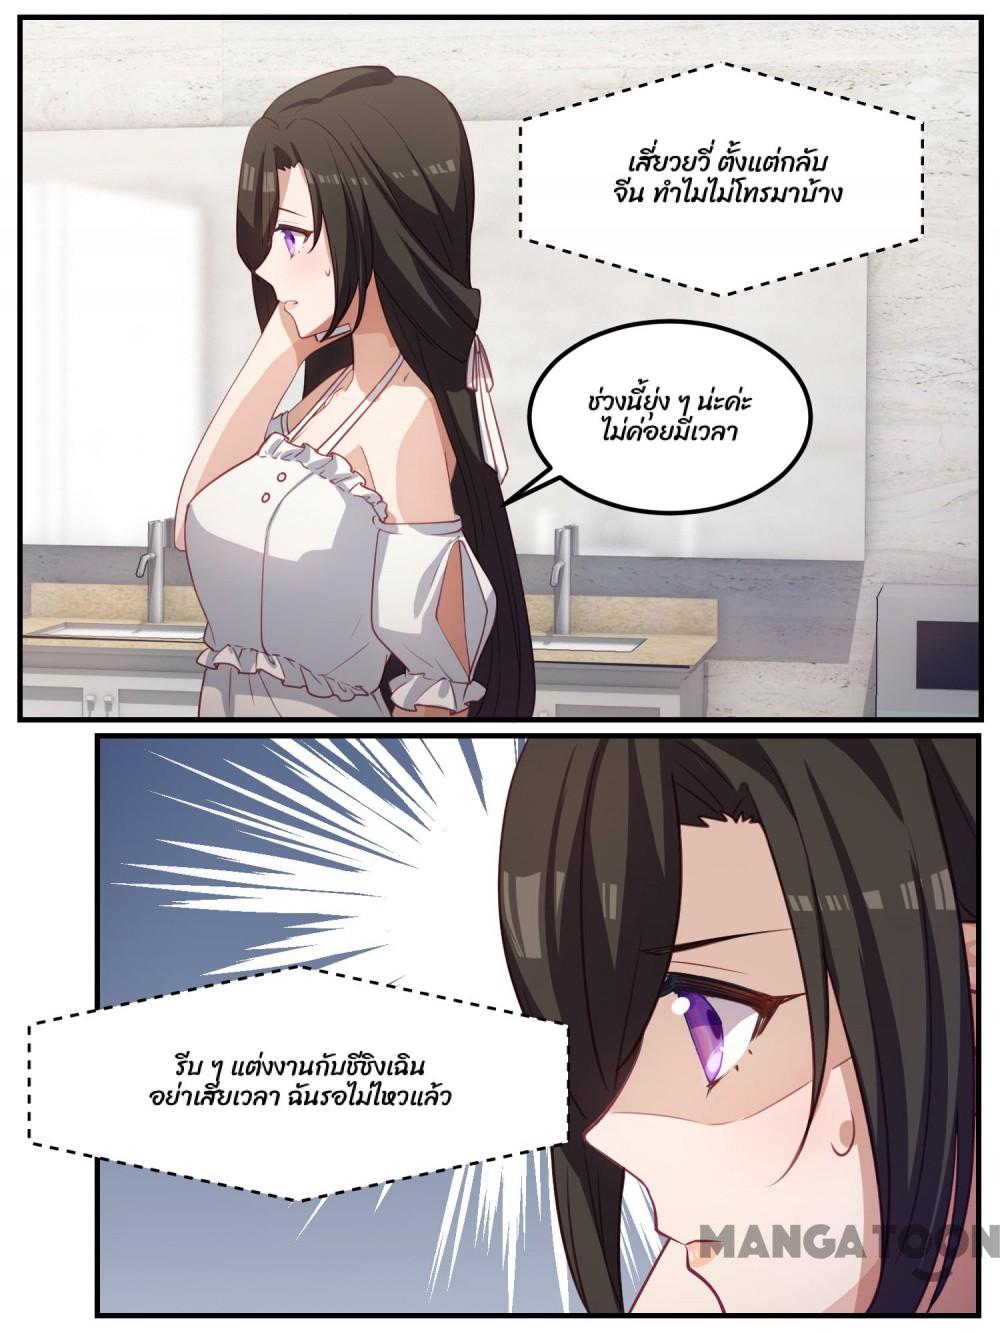 เสี่ยวยวี่ ตั้งแต่กลับ
จีน ทำไมไม่โทรมาบ้าง
ช่วงนี้ยุ่ง ๆ น่ะค่ะ
ไม่ค่อยมีเวลา
รีบ ๆ แต่งงานกับชีชิงเฉิน
อย่าเสียเวลา ฉันรอไม่ไหวแล้ว
MANGATOON